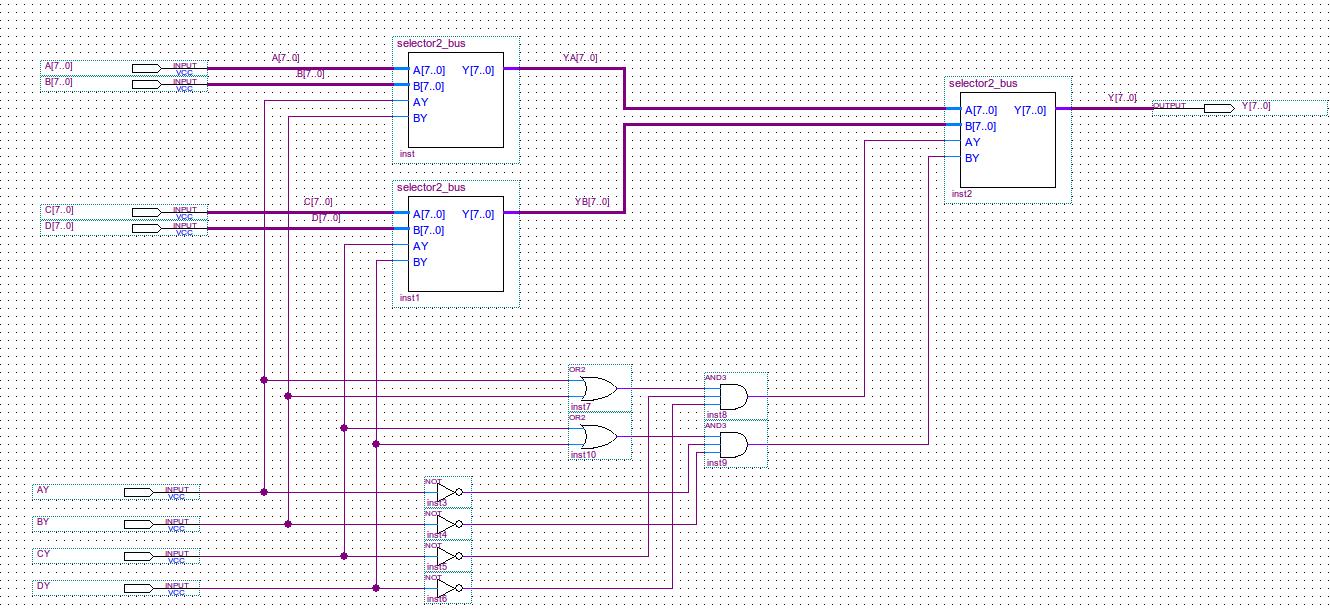 selector2_bus
A[7..0] INPUT VCC A[7..0] A[7..0] Y[7..0] YA[7..0]
B[7..0] INPUT VCC B[7..0] B[7..0]
AY
BY
inst
selector2_bus
A[7..0] Y[7..0] Y[7..0] OUTPUT Y[7..0]
B[7..0]
AY
BY
inst2
selector2_bus
C[7..0] INPUT VCC C[7..0] A[7..0] Y[7..0] YB[7..0]
D[7..0] INPUT VCC D[7..0] B[7..0]
AY
BY
inst1
OR2 AND3
inst7 inst8
OR2 AND3
inst10 inst9
AY INPUT VCC NOT inst3
BY INPUT VCC NOT inst4
CY INPUT VCC NOT inst5
DY INPUT VCC NOT inst6